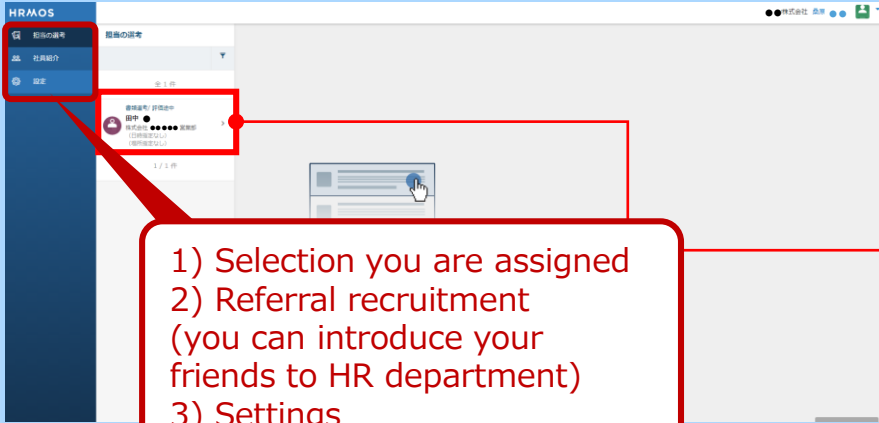 HRMOS
●●株式会社 桑原 ●●
担当の選考
社員紹介
設定
担当の選考
全 1 件
書類選考/ 評価途中
田中 ●
株式会社 ●●●●● 営業部
(日時指定なし)
(場所指定なし)
1 / 1 件
1) Selection you are assigned
2) Referral recruitment
(you can introduce your
friends to HR department)
3) Settings